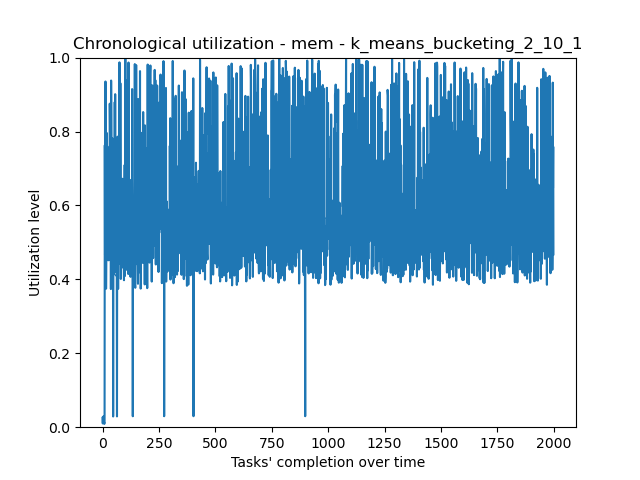 Chronological utilization - mem - k_means_bucketing_2_10_1
Utilization level
1.0
0.8
0.6
0.4
0.2
0.0
0 250 500 750 1000 1250 1500 1750 2000
Tasks' completion over time